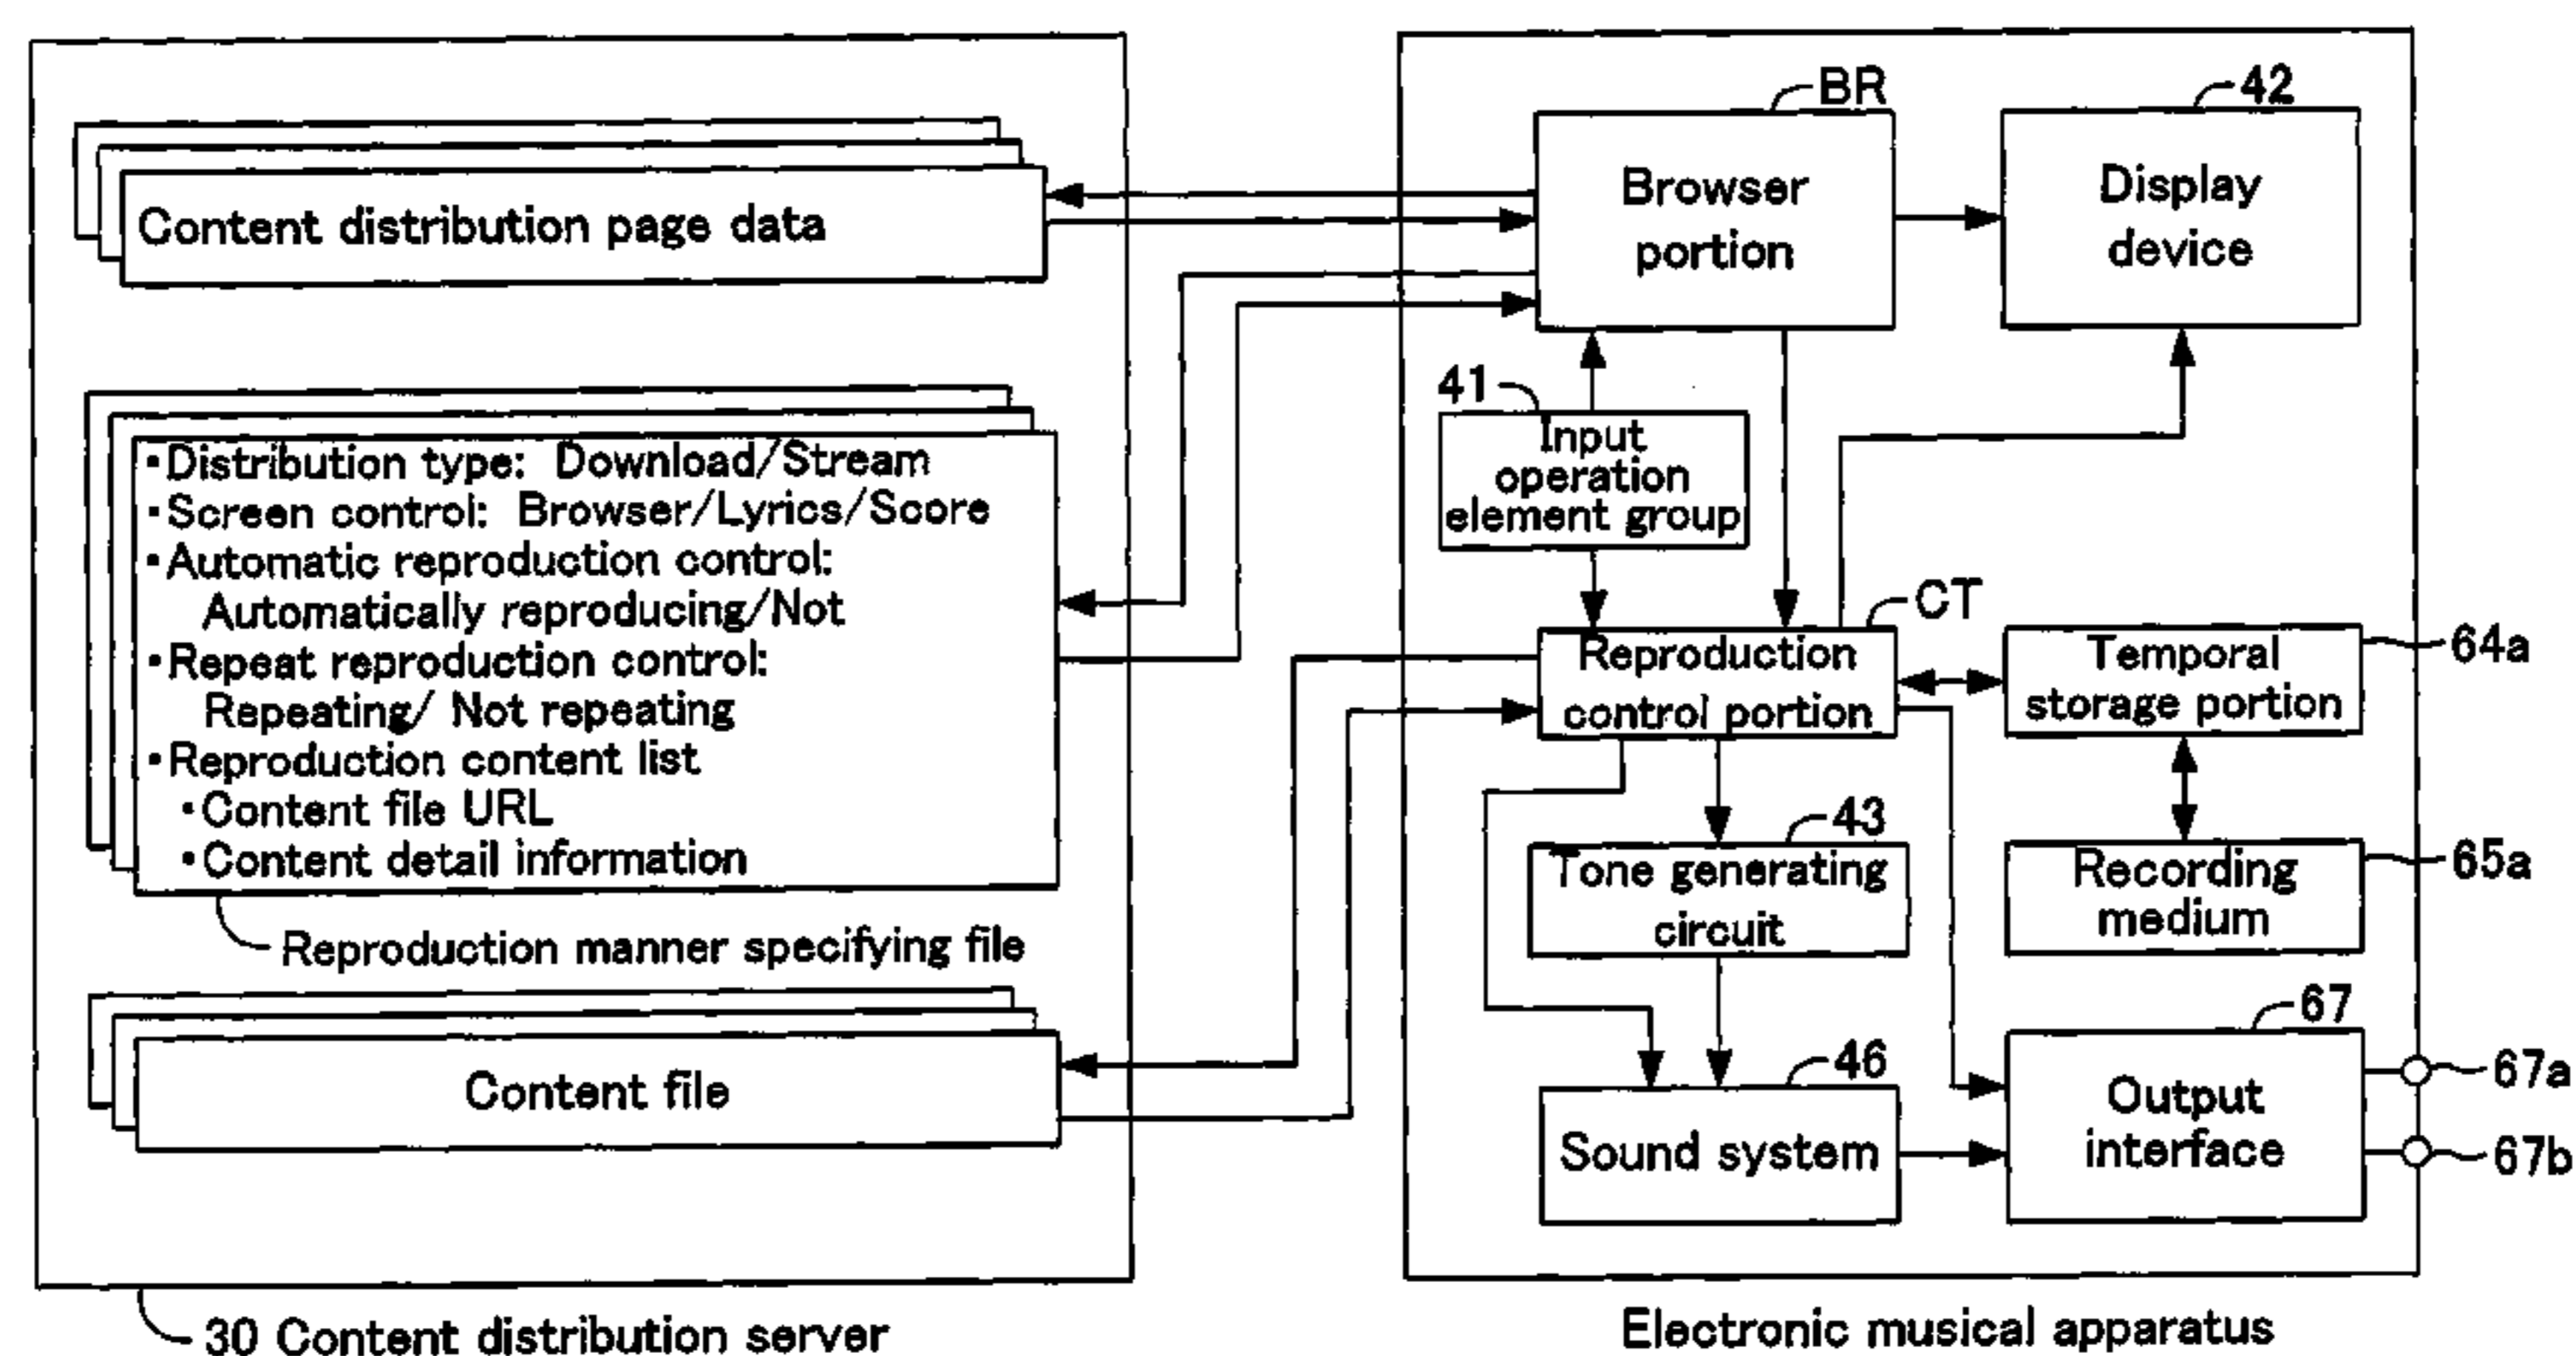 Content distribution page data
・Distribution type: Download/Stream
・Screen control: Browser/Lyrics/Score
・Automatic reproduction control:
Automatically reproducing/Not
・Repeat reproduction control:
Repeating/ Not repeating
・Reproduction content list
・Content file URL
・Content detail information
Reproduction manner specifying file
Content file
30 Content distribution server
BR
Browser
portion
42
Display
device
41
Input
operation
element group
CT
Reproduction
control portion
64a
Temporal
storage portion
43
Tone generating
circuit
65a
Recording
medium
46
Sound system
67
Output
interface
67a
67b
Electronic musical apparatus